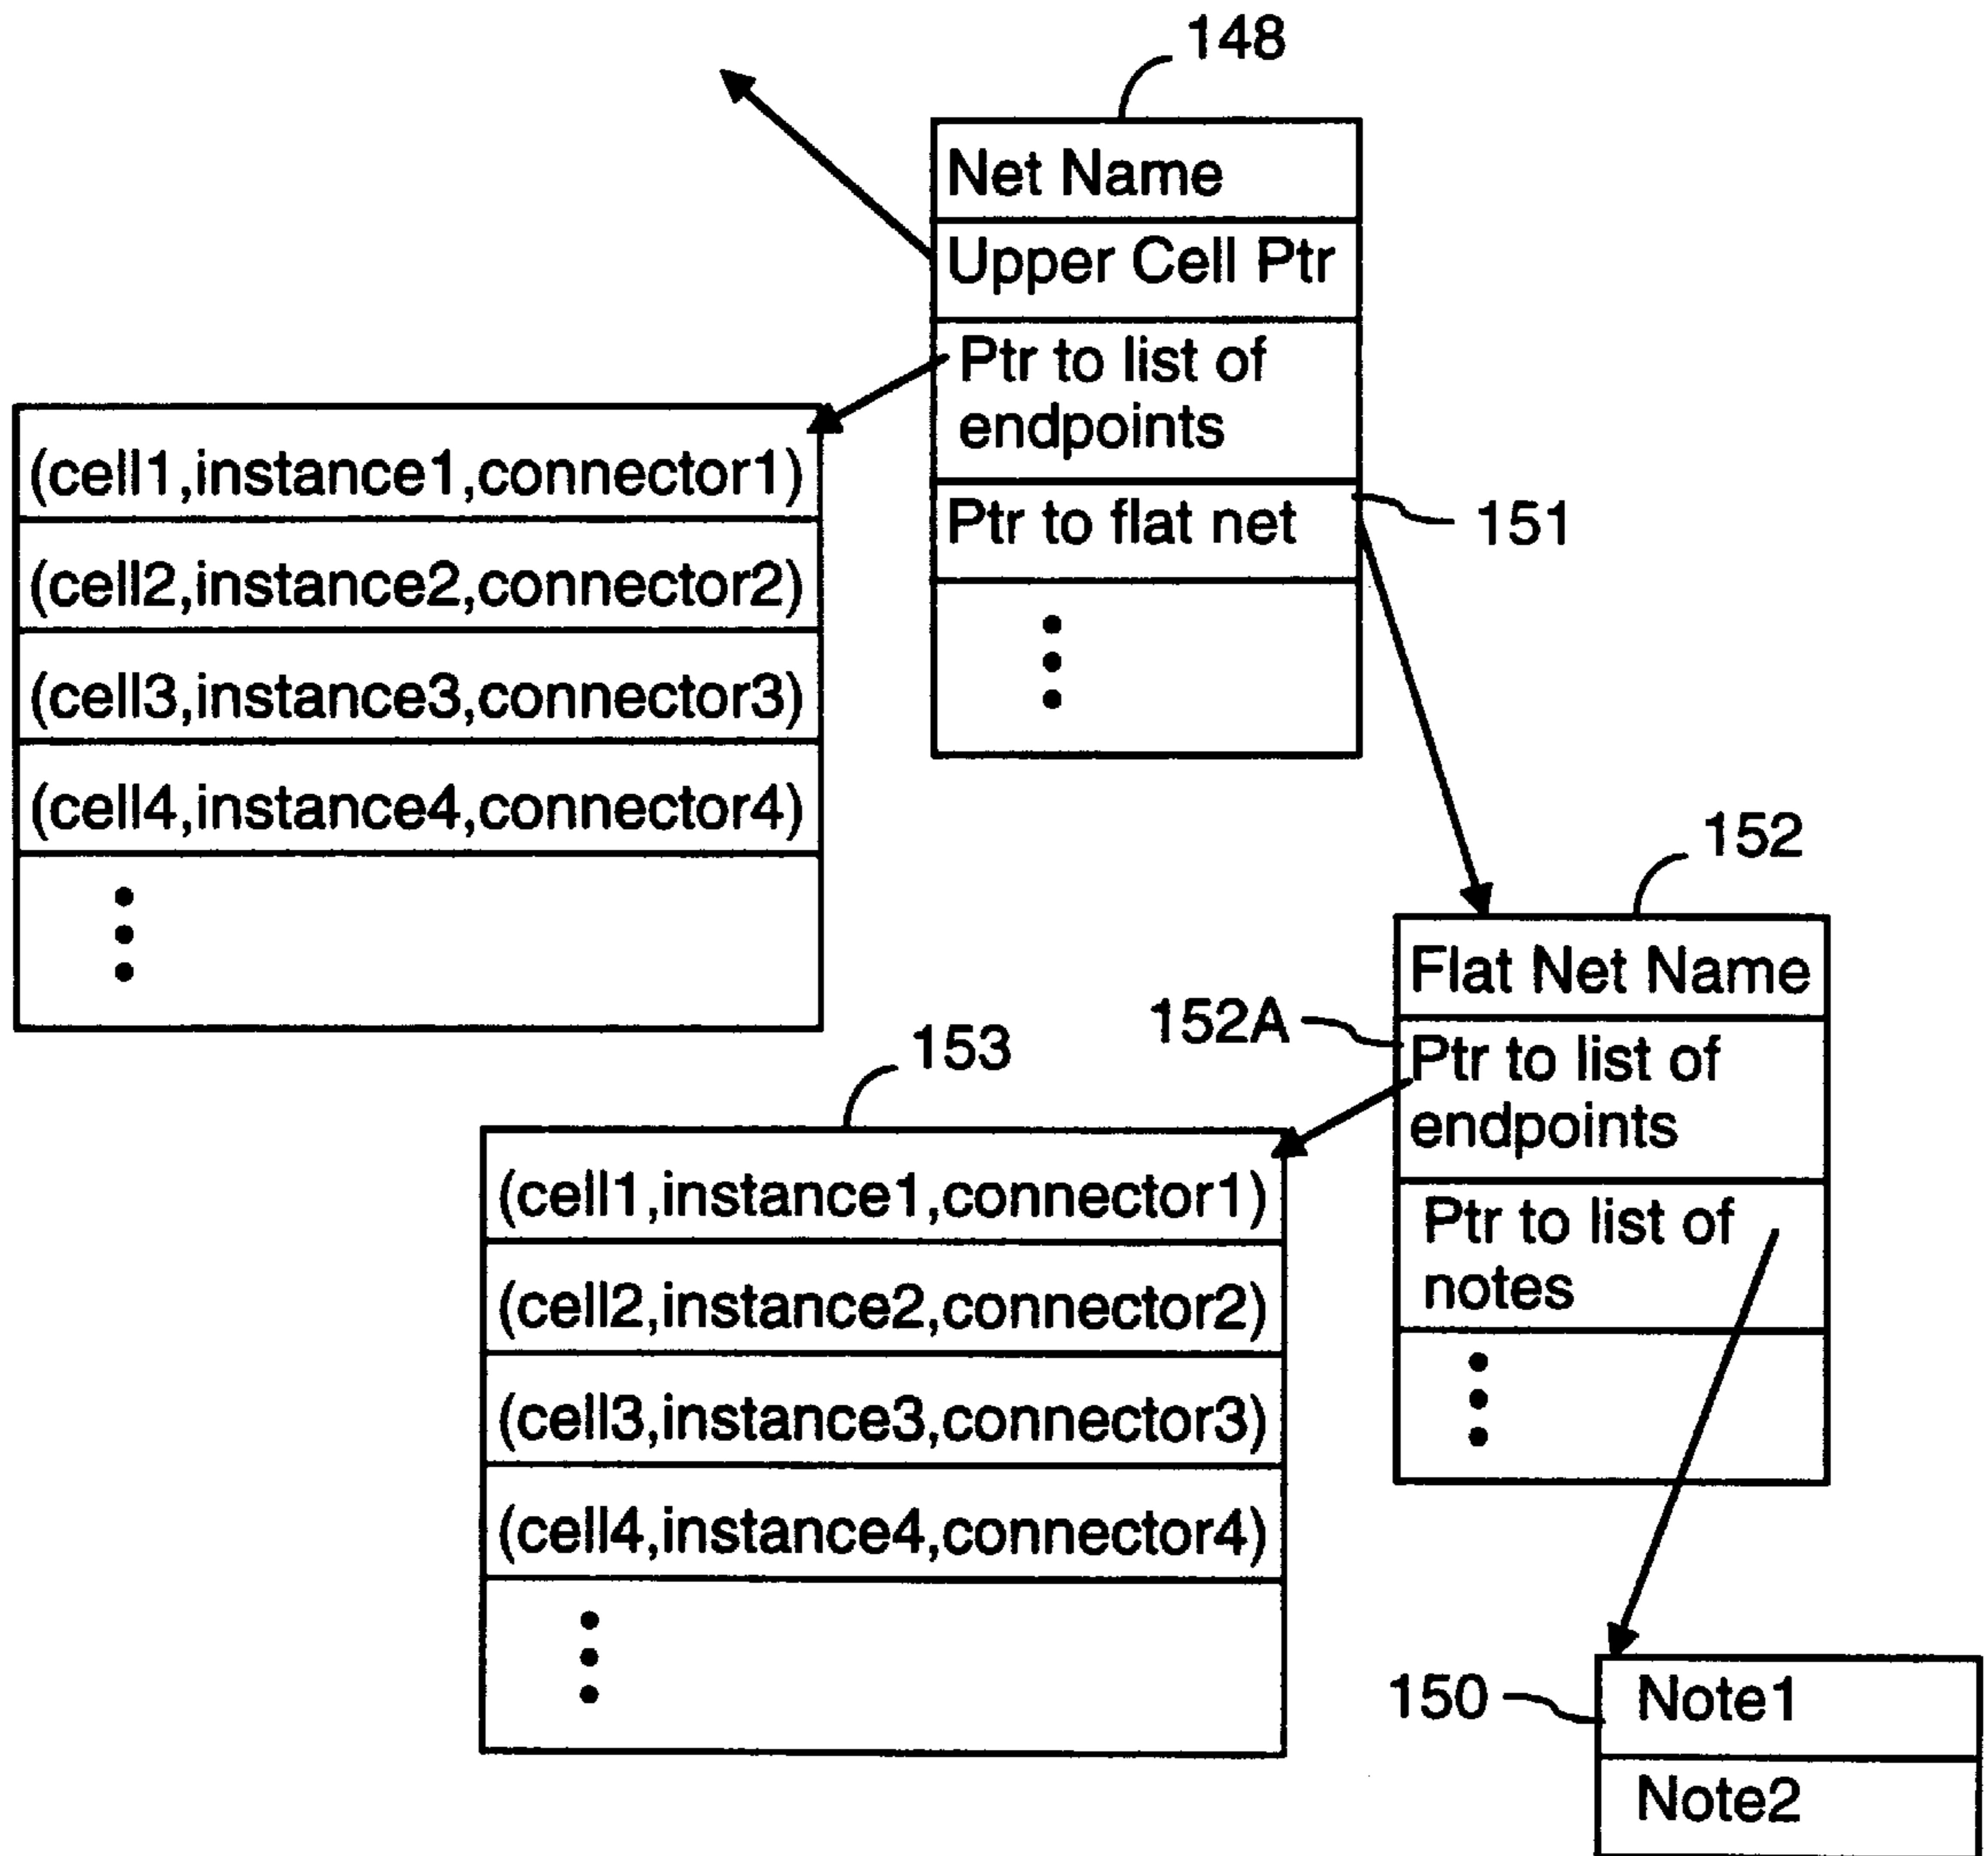 148
Net Name
Upper Cell Ptr
Ptr to list of
endpoints
Ptr to flat net
151
(cell1,instance1,connector1)
(cell2,instance2,connector2)
(cell3,instance3,connector3)
(cell4,instance4,connector4)
152
Flat Net Name
152A
Ptr to list of
endpoints
Ptr to list of
notes
153
(cell1,instance1,connector1)
(cell2,instance2,connector2)
(cell3,instance3,connector3)
(cell4,instance4,connector4)
150
Note1
Note2